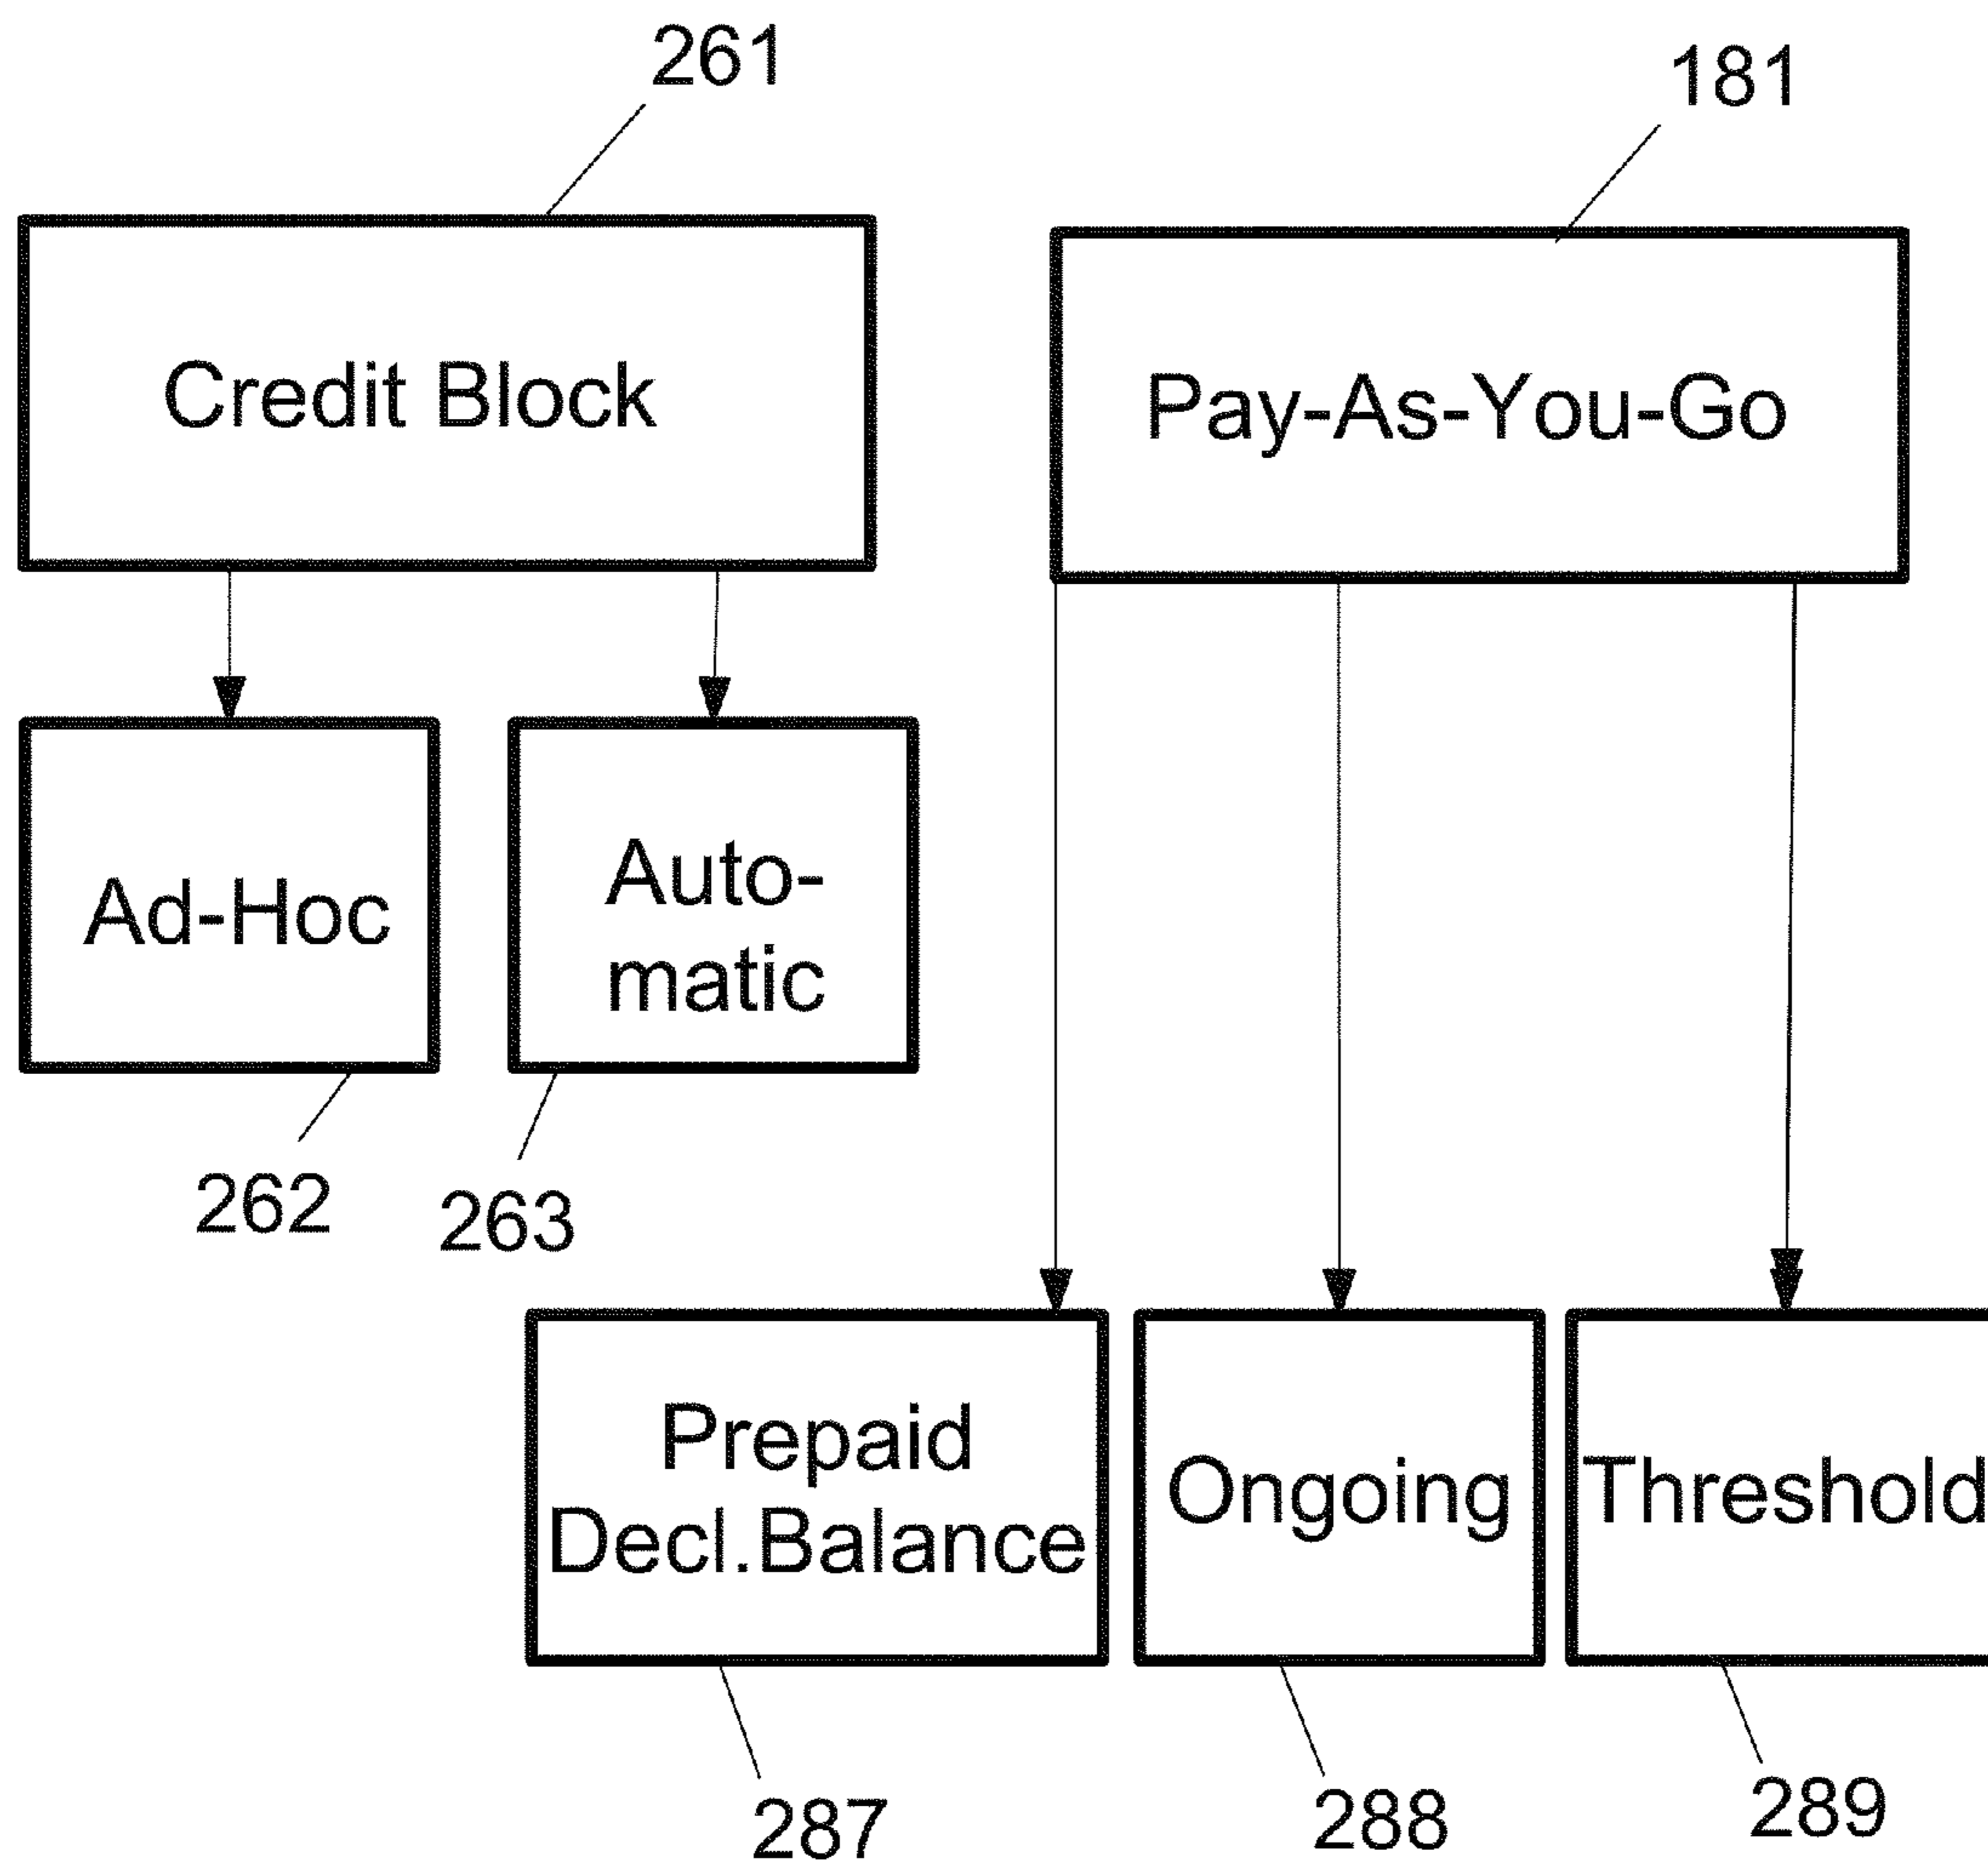 261
181
Credit Block
Pay-As-You-Go
Ad-Hoc
Auto-
matic
262
263
Prepaid
Decl.Balance
Ongoing
Threshold
287
288
289